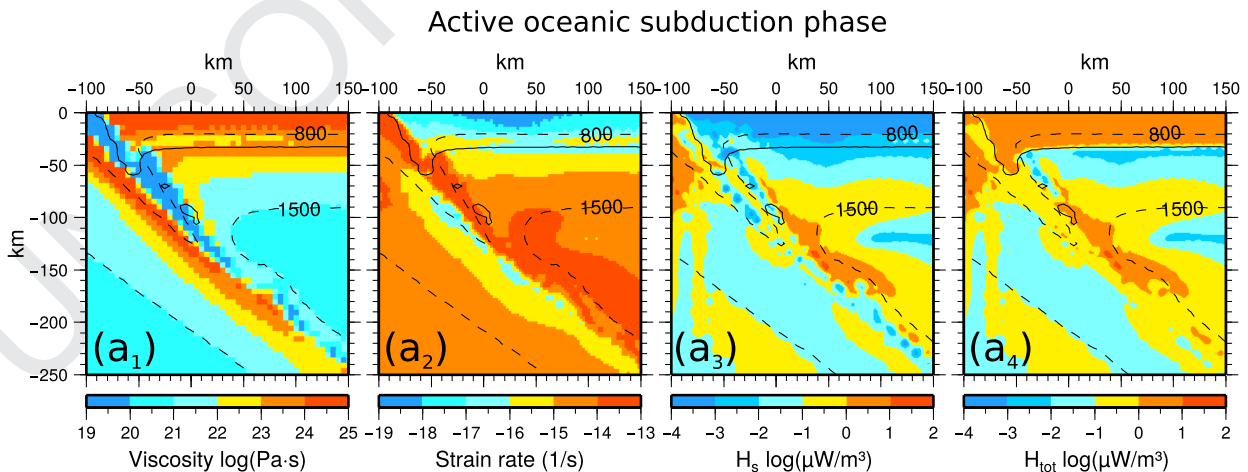 Active oceanic subduction phase
km km km km
−100 −50 0 50 100 150 −100 −50 0 50 100 150 −100 −50 0 50 100 150 −100 −50 0 50 100 150
0
−50
−100
−150
−200
−250
km
800 800 800 800
1500 1500 1500 1500
(a₁) (a₂) (a₃) (a₄)
19 20 21 22 23 24 25 −19 −18 −17 −16 −15 −14 −13 −4 −3 −2 −1 0 1 2 −4 −3 −2 −1 0 1 2
Viscosity log(Pa·s) Strain rate (1/s) Hₛ log(μW/m³) Hₜₒₜ log(μW/m³)